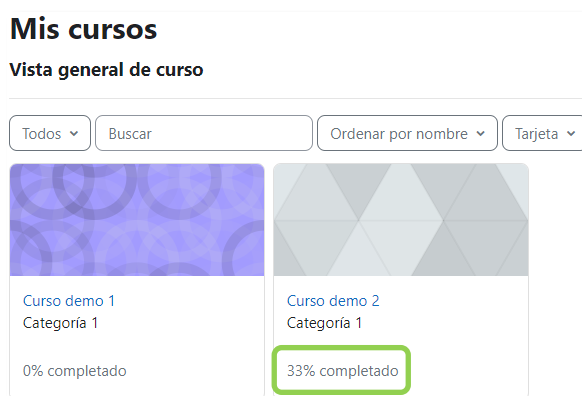 Mis cursos
Vista general de curso
Todos Buscar Ordenar por nombre Tarjeta
Curso demo 1
Categoría 1
0% completado
Curso demo 2
Categoría 1
33% completado